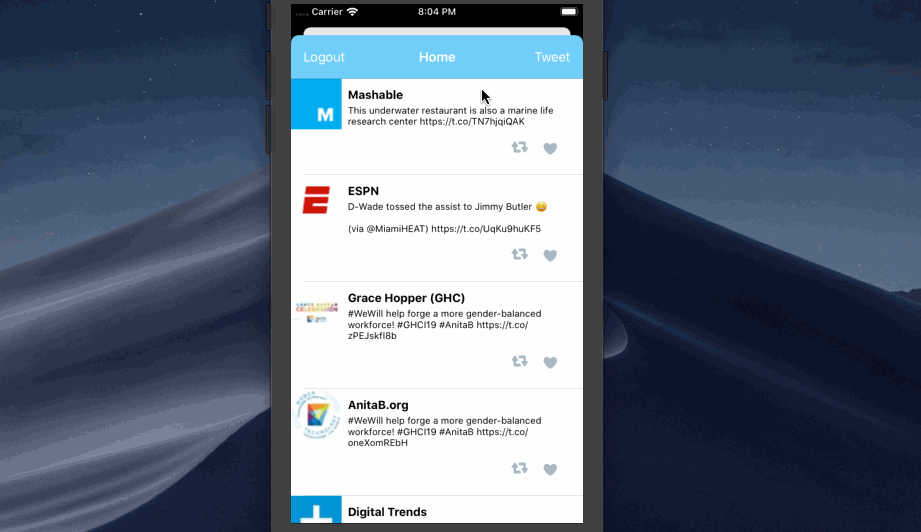 Carrier 8:04 PM
Logout Home Tweet
M
Mashable
This underwater restaurant is also a marine life
research center https://t.co/TN7hjqiQAK
ESPN
D-Wade tossed the assist to Jimmy Butler 😄
(via @MiamiHEAT) https://t.co/UqKu9huKF5
Grace Hopper (GHC)
#WeWill help forge a more gender-balanced
workforce! #GHCI19 #AnitaB https://t.co/
zPEJskfI8b
AnitaB.org
#WeWill help forge a more gender-balanced
workforce! #GHCI19 #AnitaB https://t.co/
oneXomREbH
Digital Trends